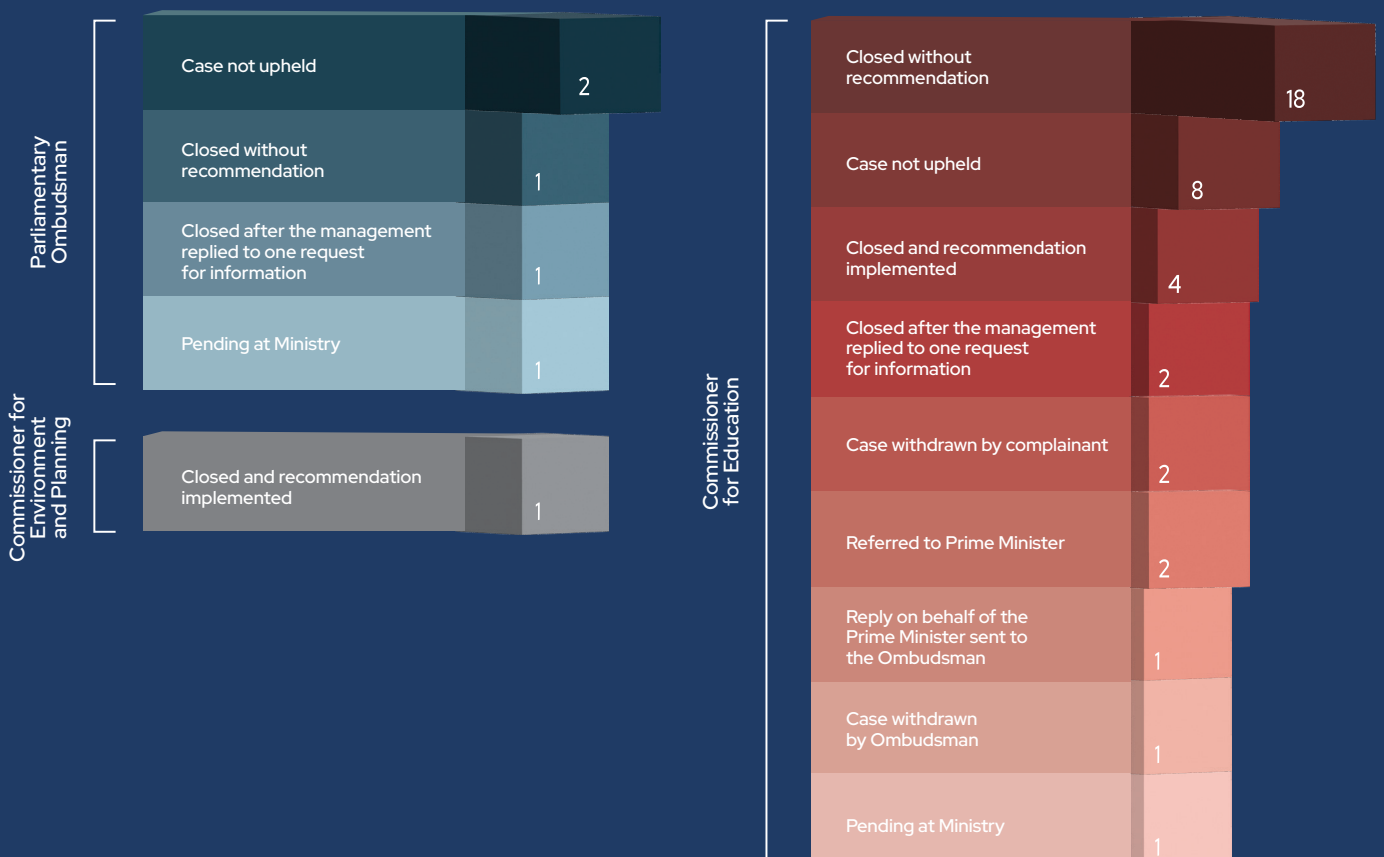 Parliamentary
Ombudsman
Case not upheld
2
Closed without
recommendation
1
Closed after the management
replied to one request
for information
1
Pending at Ministry
1
Commissioner for
Environment
and Planning
Closed and recommendation
implemented
1
Commissioner
for Education
Closed without
recommendation
18
Case not upheld
8
Closed and recommendation
implemented
4
Closed after the management
replied to one request
for information
2
Case withdrawn by complainant
2
Referred to Prime Minister
2
Reply on behalf of the
Prime Minister sent to
the Ombudsman
1
Case withdrawn
by Ombudsman
1
Pending at Ministry
1